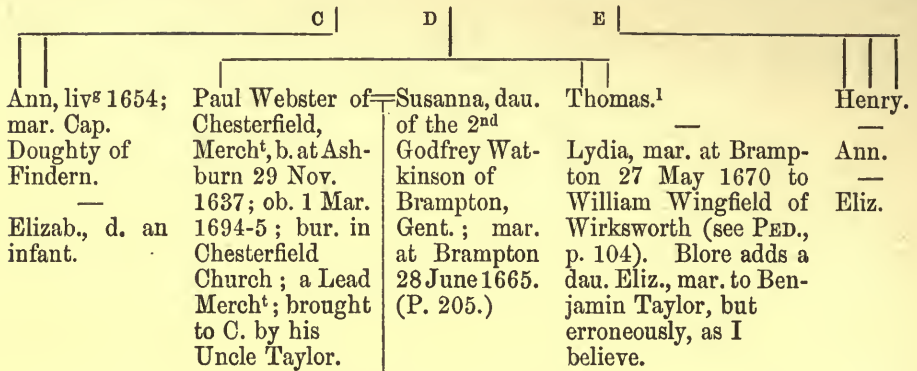 C D E
Ann, livᵍ 1654;
mar. Cap.
Doughty of
Findern.
—
Elizab., d. an
infant.
Paul Webster of
Chesterfield,
Merchᵗ, b. at Ash-
burn 29 Nov.
1637; ob. 1 Mar.
1694-5; bur. in
Chesterfield
Church; a Lead
Merchᵗ; brought
to C. by his
Uncle Taylor.
=Susanna, dau.
of the 2ⁿᵈ
Godfrey Wat-
kinson of
Brampton,
Gent.; mar.
at Brampton
28 June 1665.
(P. 205.)
Thomas.¹
—
Lydia, mar. at Bramp-
ton 27 May 1670 to
William Wingfield of
Wirksworth (see PED.,
p. 104). Blore adds a
dau. Eliz., mar. to Ben-
jamin Taylor, but
erroneously, as I
believe.
Henry.
—
Ann.
—
Eliz.